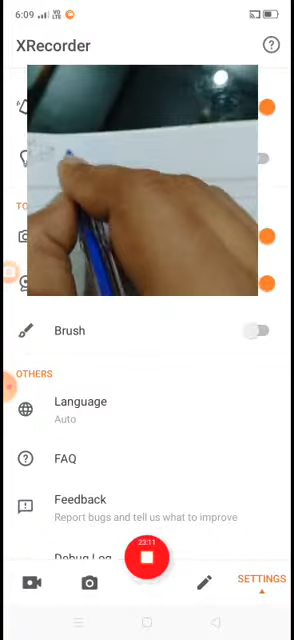 6:09
XRecorder
TO
Brush
OTHERS
Language
Auto
FAQ
Feedback
Report bugs and tell us what to improve
Debug Log
23:11
SETTINGS